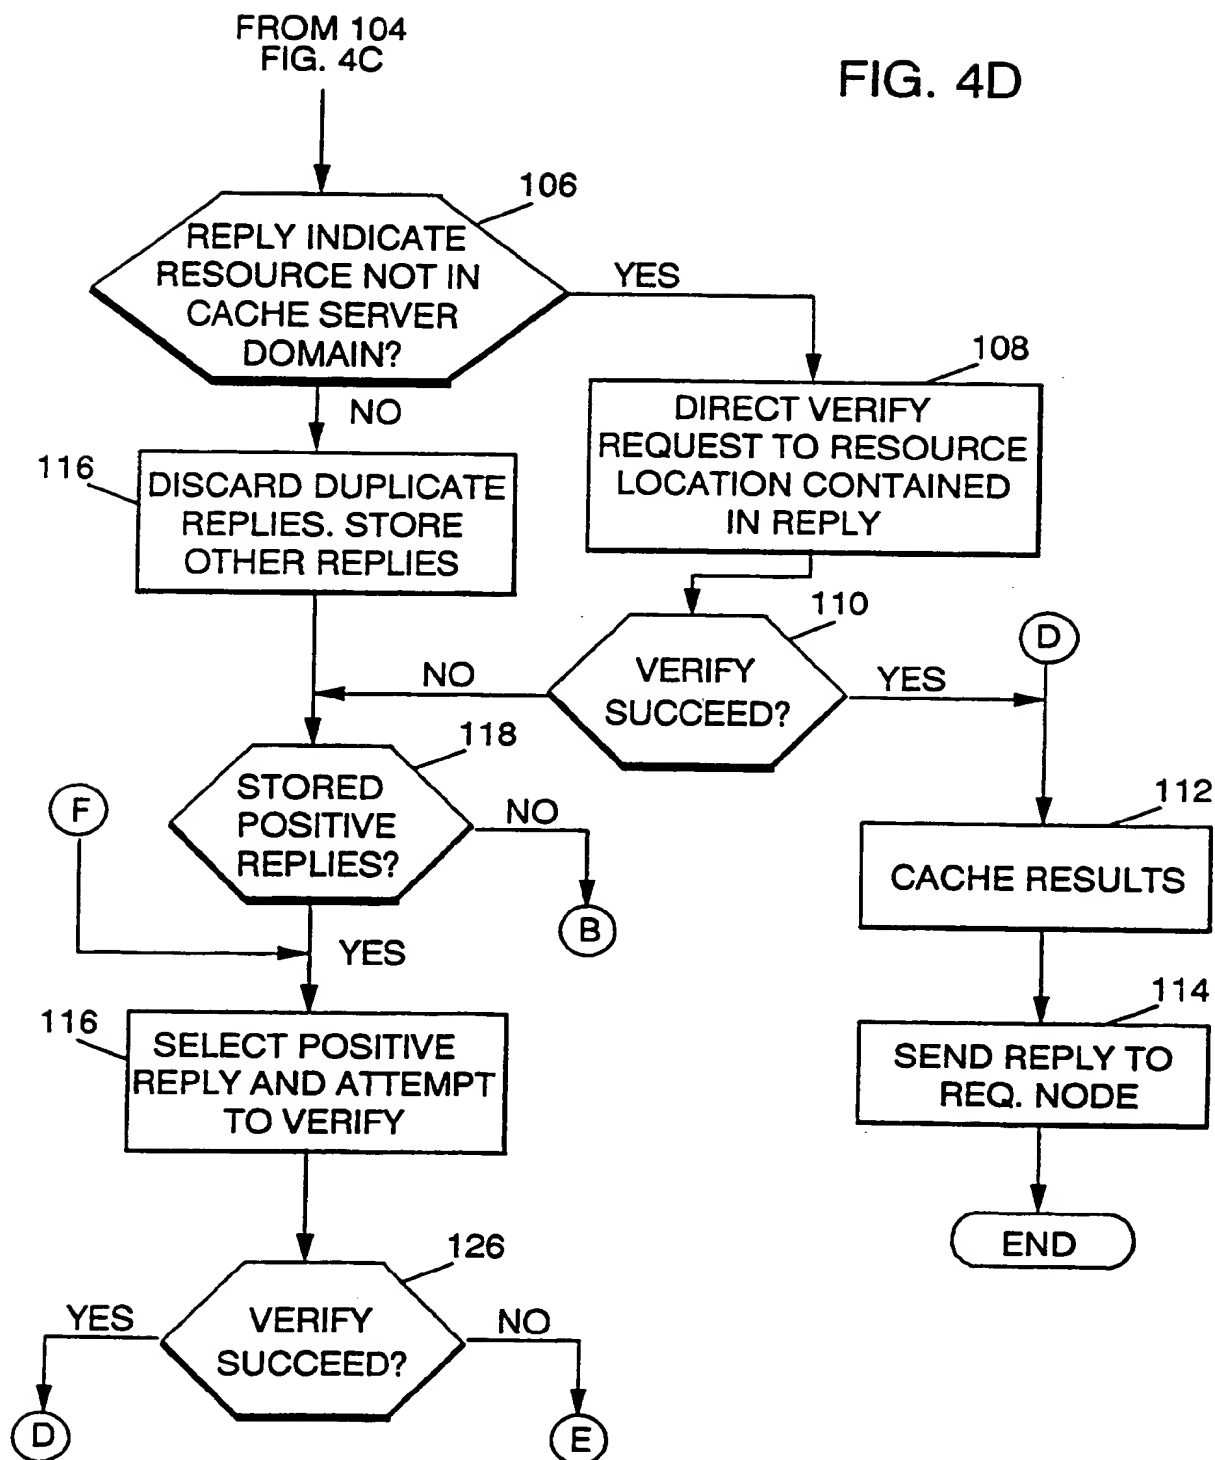 FROM 104
FIG. 4C
FIG. 4D
106
REPLY INDICATE
RESOURCE NOT IN
CACHE SERVER
DOMAIN?
YES
NO
108
DIRECT VERIFY
REQUEST TO RESOURCE
LOCATION CONTAINED
IN REPLY
116
DISCARD DUPLICATE
REPLIES. STORE
OTHER REPLIES
110
VERIFY
SUCCEED?
NO
YES
D
118
STORED
POSITIVE
REPLIES?
F
NO
B
YES
112
CACHE RESULTS
114
SEND REPLY TO
REQ. NODE
END
116
SELECT POSITIVE
REPLY AND ATTEMPT
TO VERIFY
126
VERIFY
SUCCEED?
YES
NO
D
E